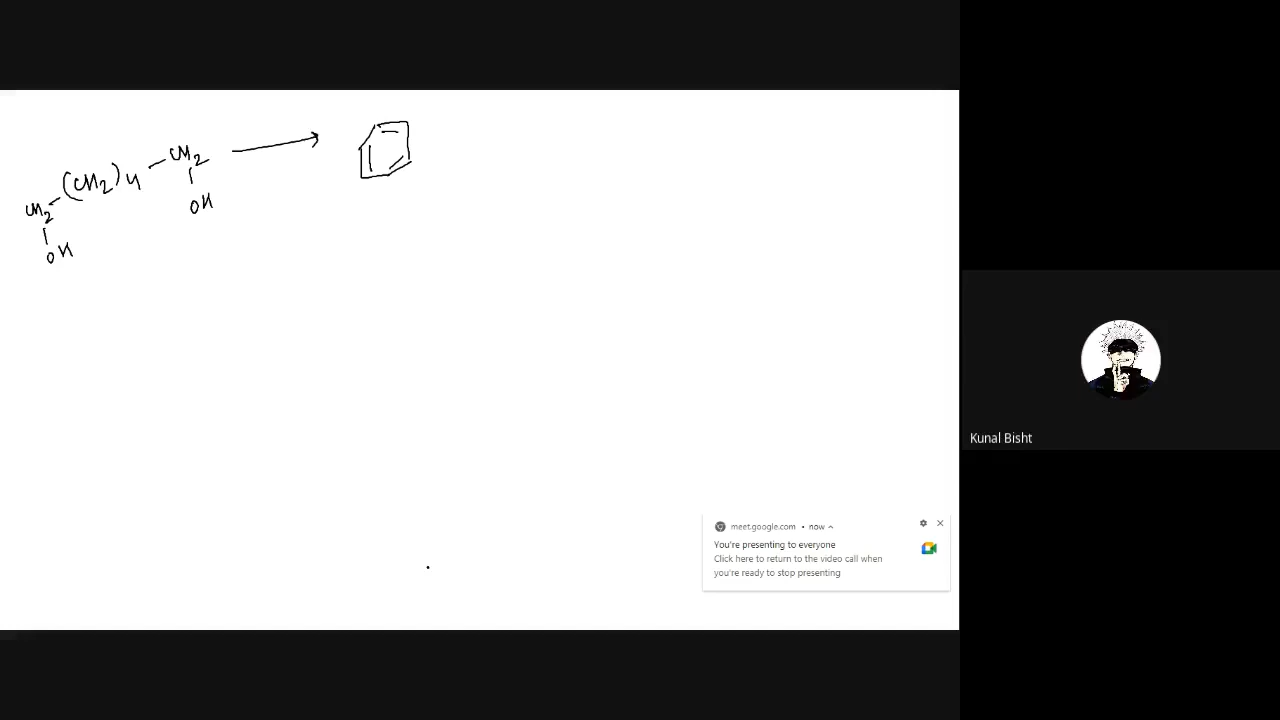 CH2 - (CH2)4 - CH2
OH
OH
Kunal Bisht
meet.google.com • now
You're presenting to everyone
Click here to return to the video call when
you're ready to stop presenting